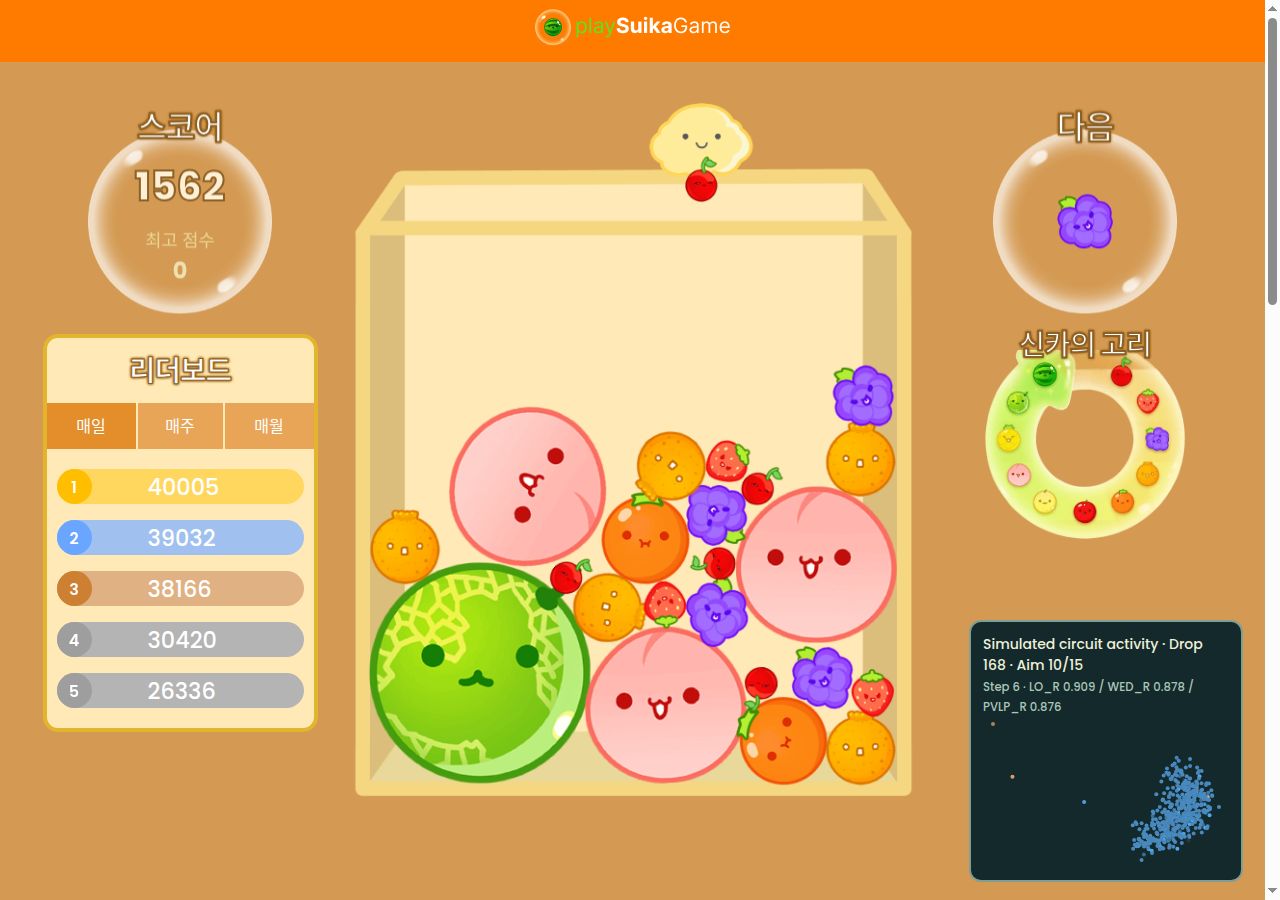 playSuikaGame
스코어
1562
최고 점수
0
리더보드
매일 매주 매월
1 40005
2 39032
3 38166
4 30420
5 26336
다음
신카의 고리
Simulated circuit activity · Drop
168 · Aim 10/15
Step 6 · LO_R 0.909 / WED_R 0.878 /
PVLP_R 0.876